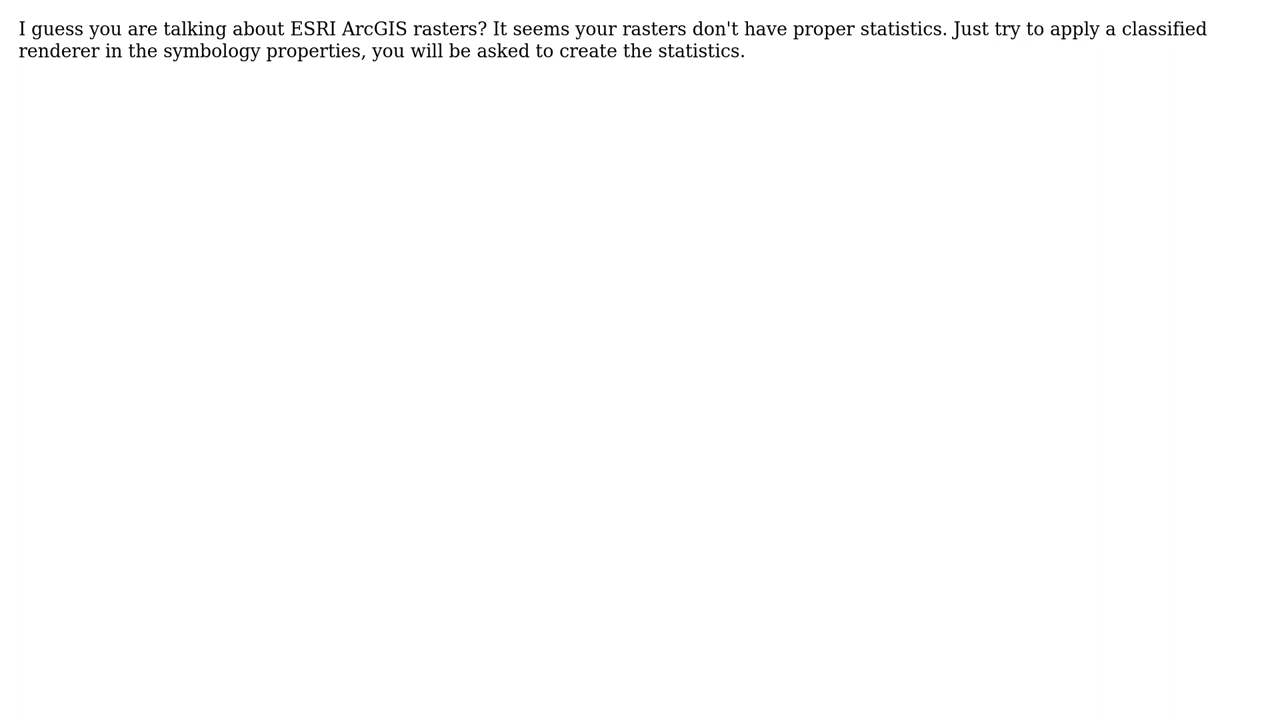 I guess you are talking about ESRI ArcGIS rasters? It seems your rasters don't have proper statistics. Just try to apply a classified
renderer in the symbology properties, you will be asked to create the statistics.